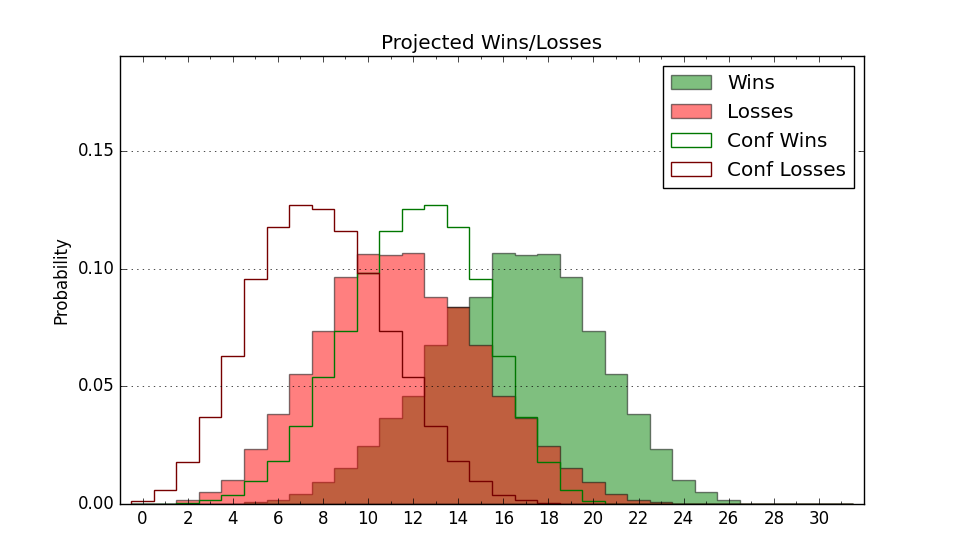 Projected Wins/Losses
Wins
Losses
Conf Wins
Conf Losses
Probability
0.15
0.10
0.05
0.00
0 2 4 6 8 10 12 14 16 18 20 22 24 26 28 30